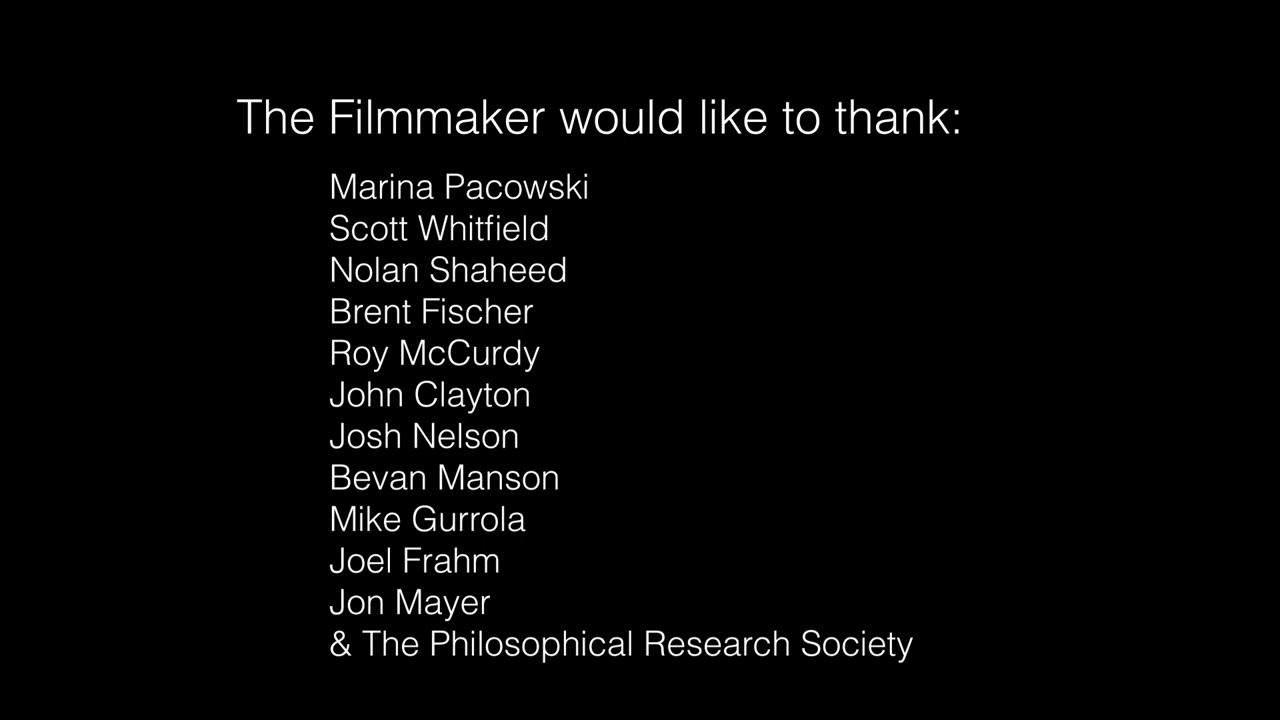 The Filmmaker would like to thank:
Marina Pacowski
Scott Whitfield
Nolan Shaheed
Brent Fischer
Roy McCurdy
John Clayton
Josh Nelson
Bevan Manson
Mike Gurrola
Joel Frahm
Jon Mayer
& The Philosophical Research Society